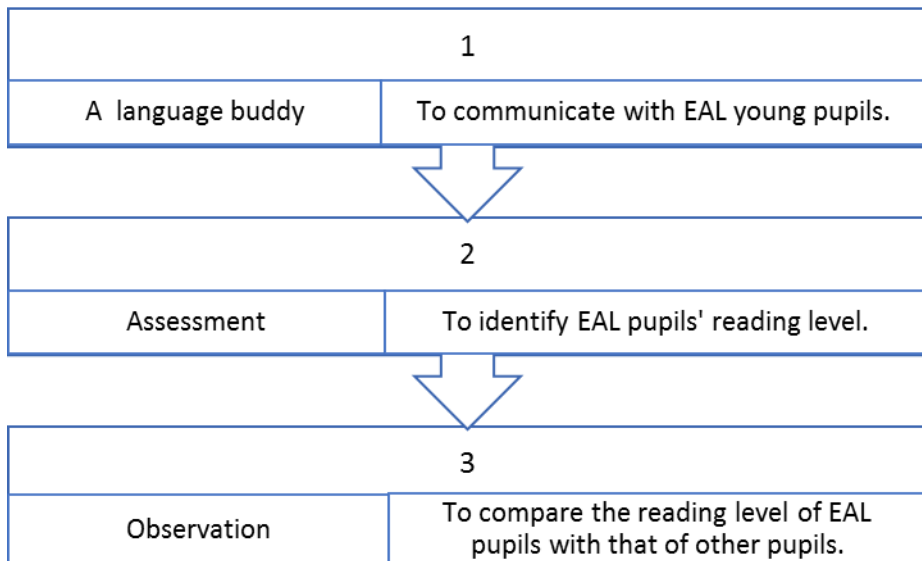 1
A language buddy
To communicate with EAL young pupils.
2
Assessment
To identify EAL pupils' reading level.
3
Observation
To compare the reading level of EAL
pupils with that of other pupils.